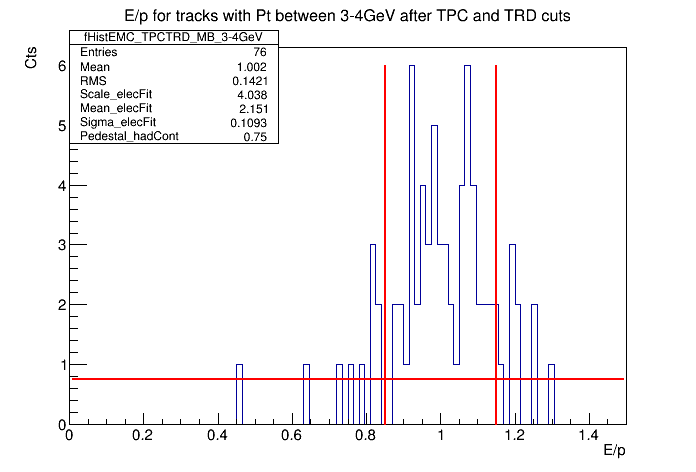 E/p for tracks with Pt between 3-4GeV after TPC and TRD cuts
fHistEMC_TPCTRD_MB_3-4GeV
Entries 76
Mean 1.002
RMS 0.1421
Scale_elecFit 4.038
Mean_elecFit 2.151
Sigma_elecFit 0.1093
Pedestal_hadCont 0.75
Cts
6
5
4
3
2
1
0
0 0.2 0.4 0.6 0.8 1 1.2 1.4
E/p